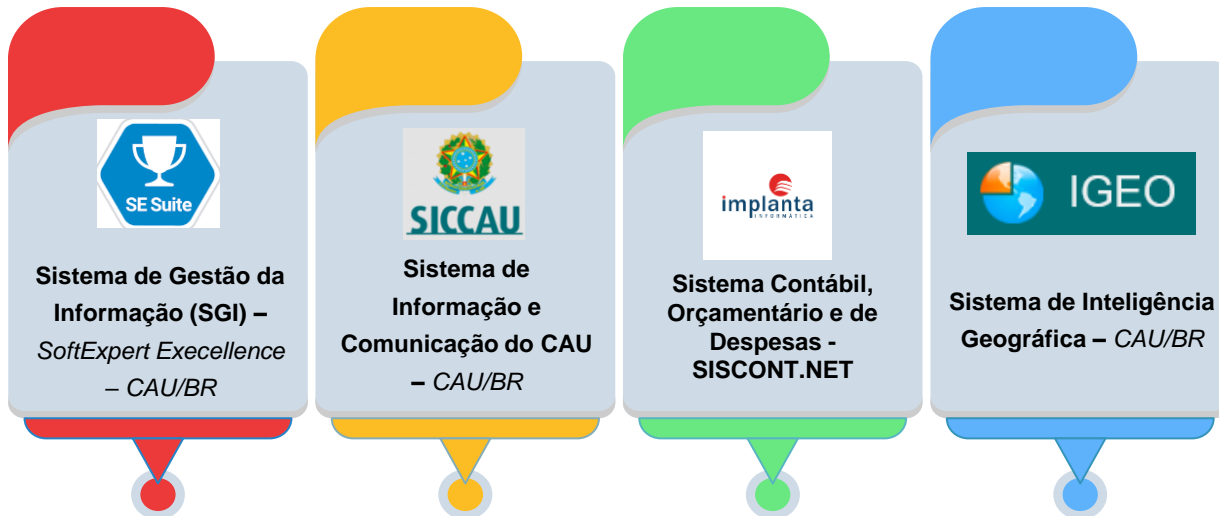 SE Suite
Sistema de Gestão da
Informação (SGI) –
SoftExpert Execellence
– CAU/BR
SICCAU
Sistema de
Informação e
Comunicação do CAU
– CAU/BR
implanta
INFORMÁTICA
Sistema Contábil,
Orçamentário e de
Despesas -
SISCONT.NET
IGEO
Sistema de Inteligência
Geográfica – CAU/BR